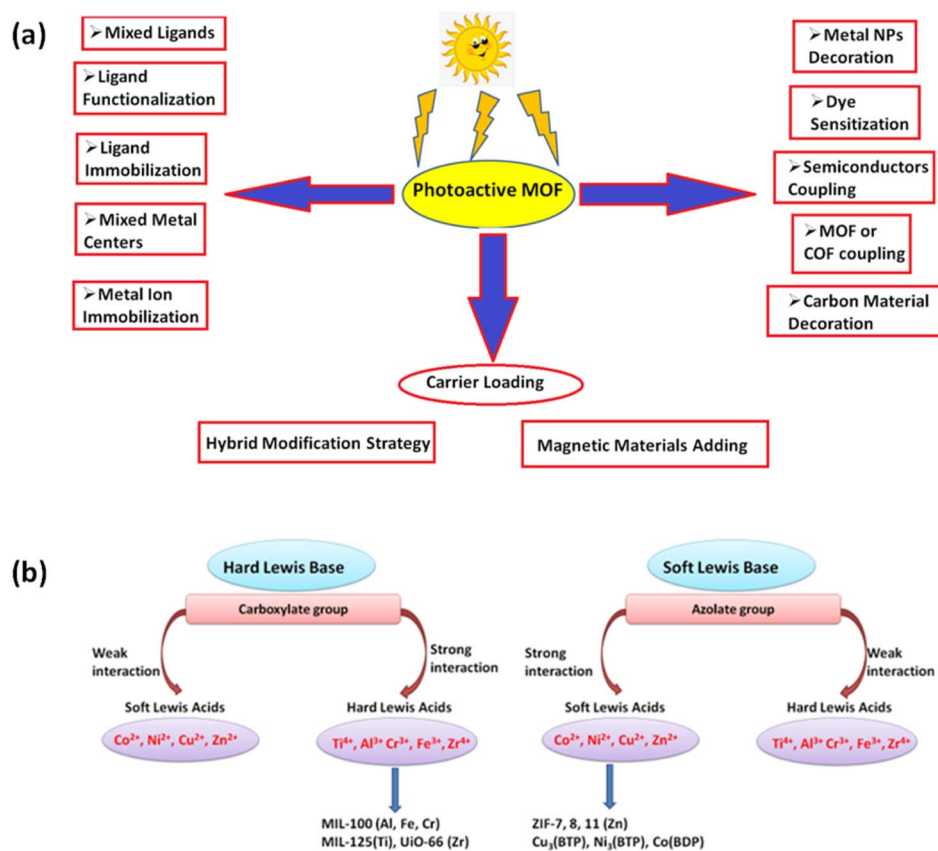 (a)
➢ Mixed Ligands
➢ Ligand
Functionalization
➢ Ligand
Immobilization
➢ Mixed Metal
Centers
➢ Metal Ion
Immobilization
Photoactive MOF
➢ Metal NPs
Decoration
➢ Dye
Sensitization
➢ Semiconductors
Coupling
➢ MOF or
COF coupling
➢ Carbon Material
Decoration
Carrier Loading
Hybrid Modification Strategy
Magnetic Materials Adding
(b)
Hard Lewis Base
Carboxylate group
Weak
interaction
Strong
interaction
Soft Lewis Acids
Hard Lewis Acids
Co²⁺, Ni²⁺, Cu²⁺, Zn²⁺
Ti⁴⁺, Al³⁺ Cr³⁺, Fe³⁺, Zr⁴⁺
MIL-100 (Al, Fe, Cr)
MIL-125(Ti), UiO-66 (Zr)
Soft Lewis Base
Azolate group
Strong
interaction
Weak
interaction
Soft Lewis Acids
Hard Lewis Acids
Co²⁺, Ni²⁺, Cu²⁺, Zn²⁺
Ti⁴⁺, Al³⁺ Cr³⁺, Fe³⁺, Zr⁴⁺
ZIF-7, 8, 11 (Zn)
Cu₃(BTP), Ni₃(BTP), Co(BDP)